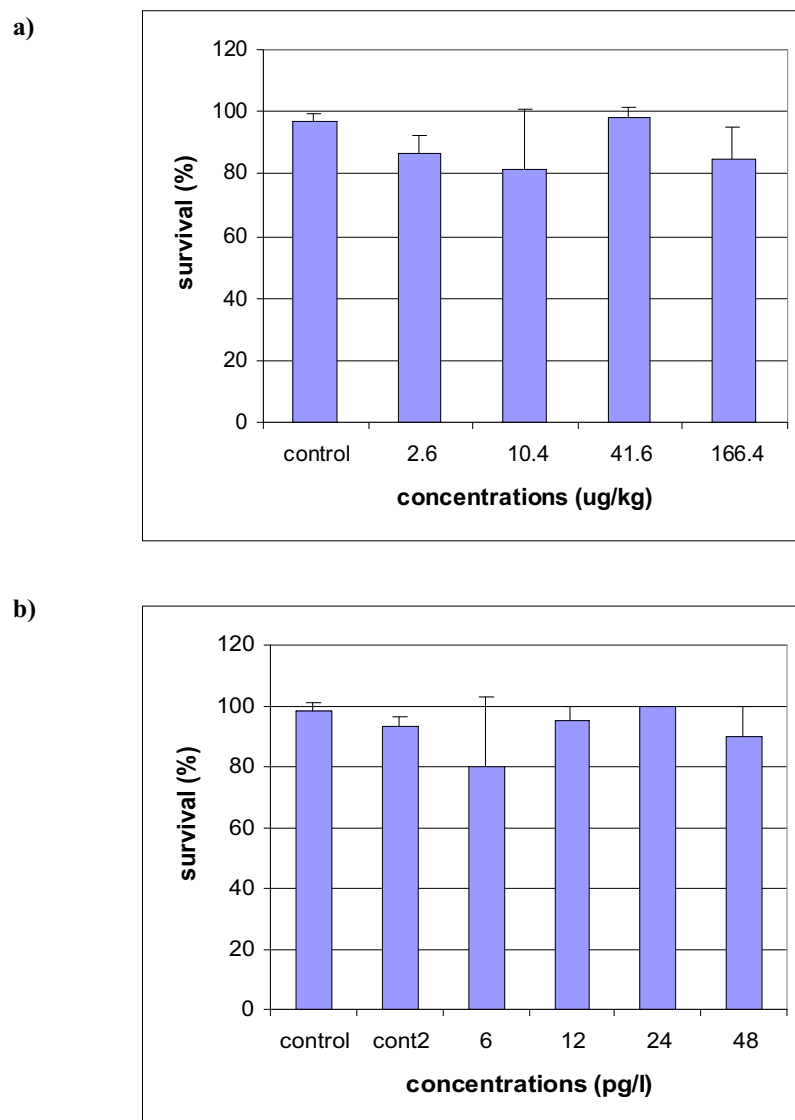 a)
120
100
80
60
40
20
0
survival (%)
control 2.6 10.4 41.6 166.4
concentrations (ug/kg)
b)
120
100
80
60
40
20
0
survival (%)
control cont2 6 12 24 48
concentrations (pg/l)